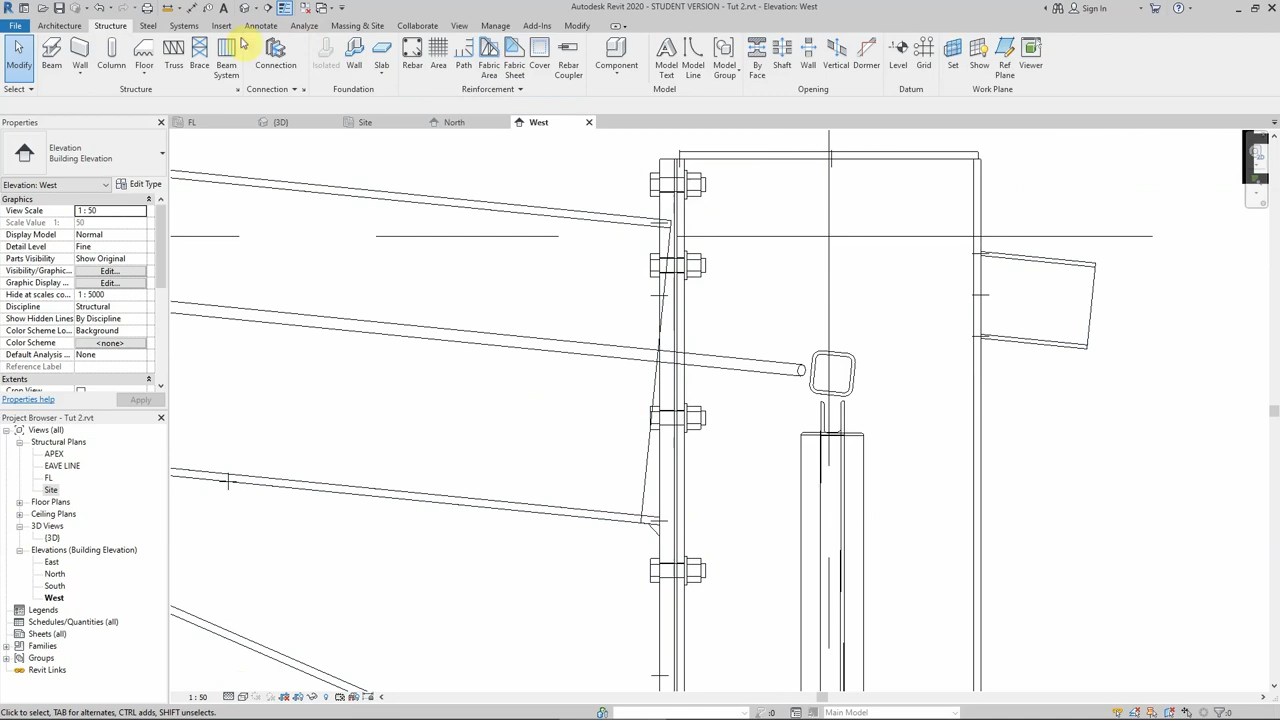 Autodesk Revit 2020 - STUDENT VERSION - Tut 2.rvt - Elevation: West
Sign In
File Architecture Structure Steel Systems Insert Annotate Analyze Massing & Site Collaborate View Manage Add-Ins Modify
Modify Beam Wall Column Floor Truss Brace Beam System Connection Isolated Wall Slab Rebar Area Path Fabric Area Fabric Sheet Cover Rebar Coupler Component Model Text Model Line Model Group By Face Shaft Wall Vertical Dormer Level Grid Set Show Ref Plane Viewer
Select Structure Connection Foundation Reinforcement Model Opening Datum Work Plane
Properties
FL {3D} Site North West
Elevation
Building Elevation
Elevation: West Edit Type
Graphics
View Scale 1 : 50
Scale Value 1: 50
Display Model Normal
Detail Level Fine
Parts Visibility Show Original
Visibility/Graphic... Edit...
Graphic Display ... Edit...
Hide at scales co... 1 : 5000
Discipline Structural
Show Hidden Lines By Discipline
Color Scheme Lo... Background
Color Scheme <none>
Default Analysis ... None
Reference Label
Extents
Properties help Apply
Project Browser - Tut 2.rvt
Views (all)
Structural Plans
APEX
EAVE LINE
FL
Site
Floor Plans
Ceiling Plans
3D Views
{3D}
Elevations (Building Elevation)
East
North
South
West
Legends
Schedules/Quantities (all)
Sheets (all)
Families
Groups
Revit Links
1 : 50
Click to select, TAB for alternates, CTRL adds, SHIFT unselects.
:0 Main Model :0